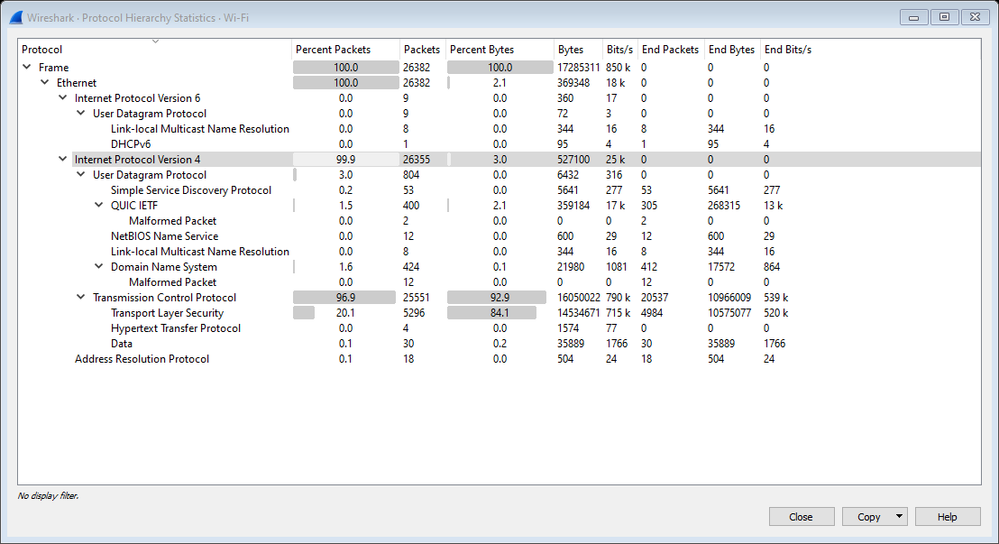 Wireshark · Protocol Hierarchy Statistics · Wi-Fi
Protocol Percent Packets Packets Percent Bytes Bytes Bits/s End Packets End Bytes End Bits/s
Frame 100.0 26382 100.0 17285311 850 k 0 0 0
Ethernet 100.0 26382 2.1 369348 18 k 0 0 0
Internet Protocol Version 6 0.0 9 0.0 360 17 0 0 0
User Datagram Protocol 0.0 9 0.0 72 3 0 0 0
Link-local Multicast Name Resolution 0.0 8 0.0 344 16 8 344 16
DHCPv6 0.0 1 0.0 95 4 1 95 4
Internet Protocol Version 4 99.9 26355 3.0 527100 25 k 0 0 0
User Datagram Protocol 3.0 804 0.0 6432 316 0 0 0
Simple Service Discovery Protocol 0.2 53 0.0 5641 277 53 5641 277
QUIC IETF 1.5 400 2.1 359184 17 k 305 268315 13 k
Malformed Packet 0.0 2 0.0 0 0 2 0 0
NetBIOS Name Service 0.0 12 0.0 600 29 12 600 29
Link-local Multicast Name Resolution 0.0 8 0.0 344 16 8 344 16
Domain Name System 1.6 424 0.1 21980 1081 412 17572 864
Malformed Packet 0.0 12 0.0 0 0 12 0 0
Transmission Control Protocol 96.9 25551 92.9 16050022 790 k 20537 10966009 539 k
Transport Layer Security 20.1 5296 84.1 14534671 715 k 4984 10575077 520 k
Hypertext Transfer Protocol 0.0 4 0.0 1574 77 0 0 0
Data 0.1 30 0.2 35889 1766 30 35889 1766
Address Resolution Protocol 0.1 18 0.0 504 24 18 504 24
No display filter.
Close Copy Help